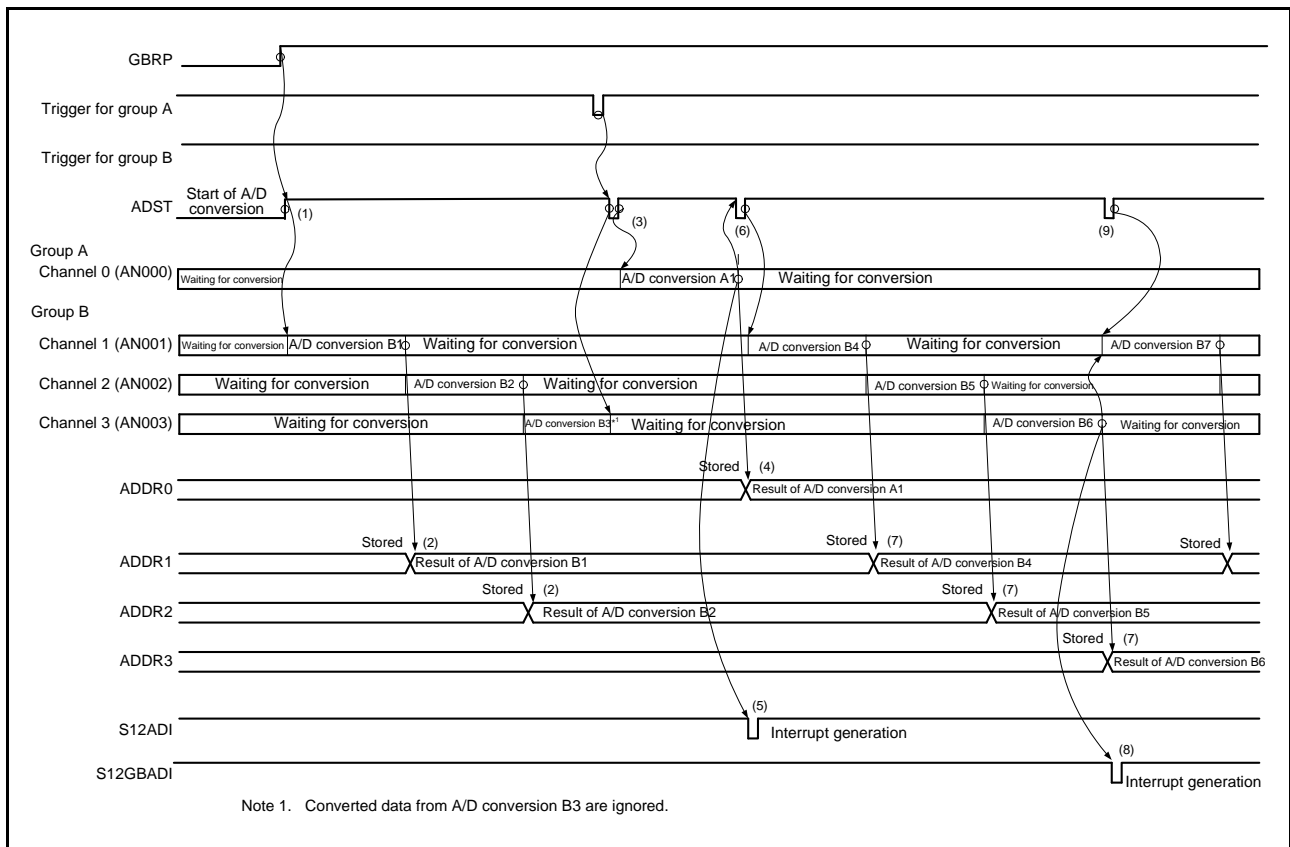 GBRP
Trigger for group A
Trigger for group B
Start of A/D
conversion
ADST
(1)
(3)
(6)
(9)
Group A
Channel 0 (AN000)
Waiting for conversion
A/D conversion A1
Waiting for conversion
Group B
Channel 1 (AN001)
Waiting for conversion
A/D conversion B1
Waiting for conversion
A/D conversion B4
Waiting for conversion
A/D conversion B7
Channel 2 (AN002)
Waiting for conversion
A/D conversion B2
Waiting for conversion
A/D conversion B5
Waiting for conversion
Channel 3 (AN003)
Waiting for conversion
A/D conversion B3*1
Waiting for conversion
A/D conversion B6
Waiting for conversion
Stored (4)
ADDR0
Result of A/D conversion A1
Stored (2)
Stored (7)
Stored
ADDR1
Result of A/D conversion B1
Result of A/D conversion B4
Stored (2)
Stored (7)
ADDR2
Result of A/D conversion B2
Result of A/D conversion B5
Stored (7)
ADDR3
Result of A/D conversion B6
(5)
S12ADI
Interrupt generation
(8)
S12GBADI
Interrupt generation
Note 1. Converted data from A/D conversion B3 are ignored.